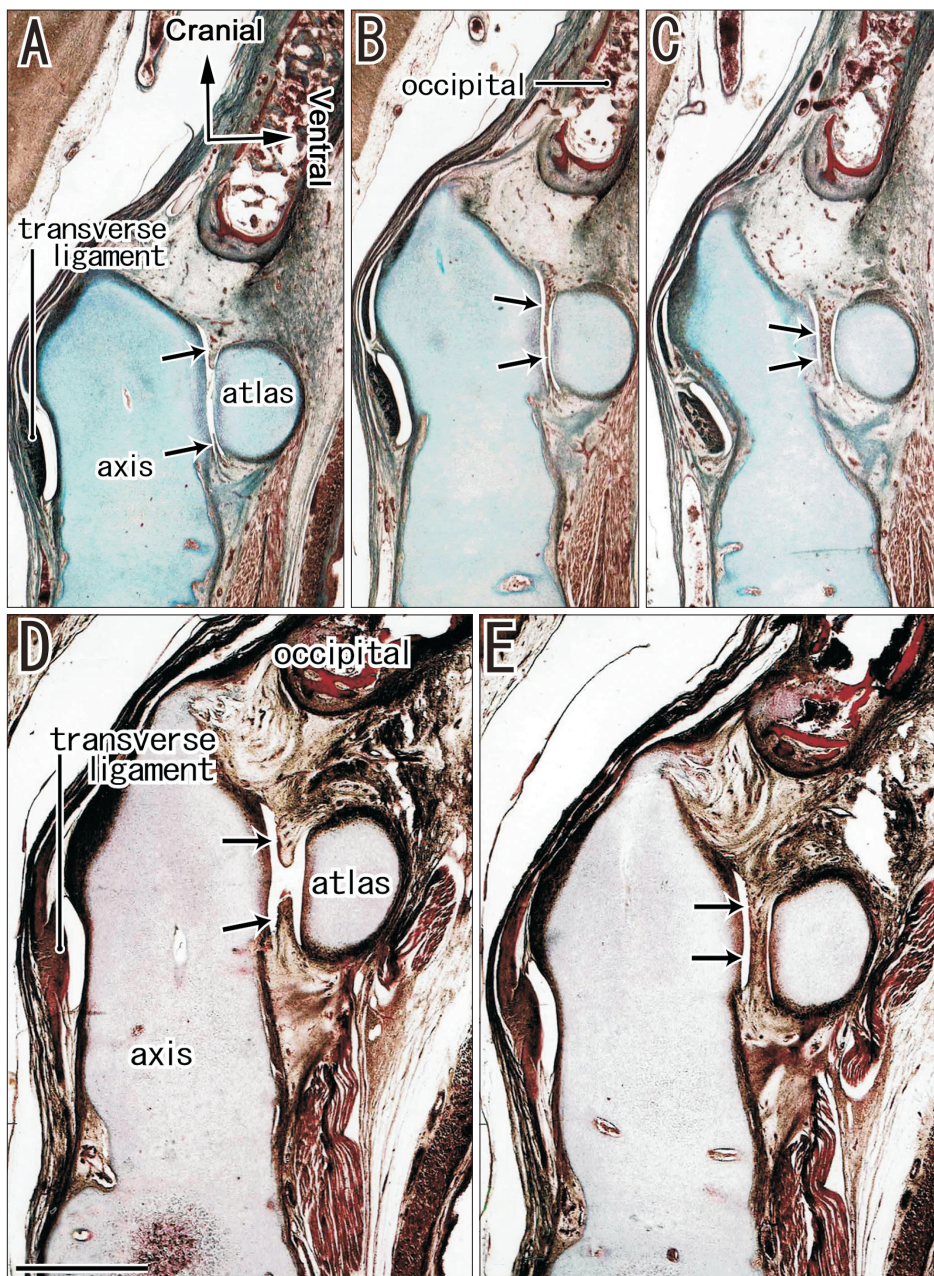 A
Cranial
Ventral
transverse
ligament
atlas
axis
B
occipital
C
D
occipital
transverse
ligament
atlas
axis
E